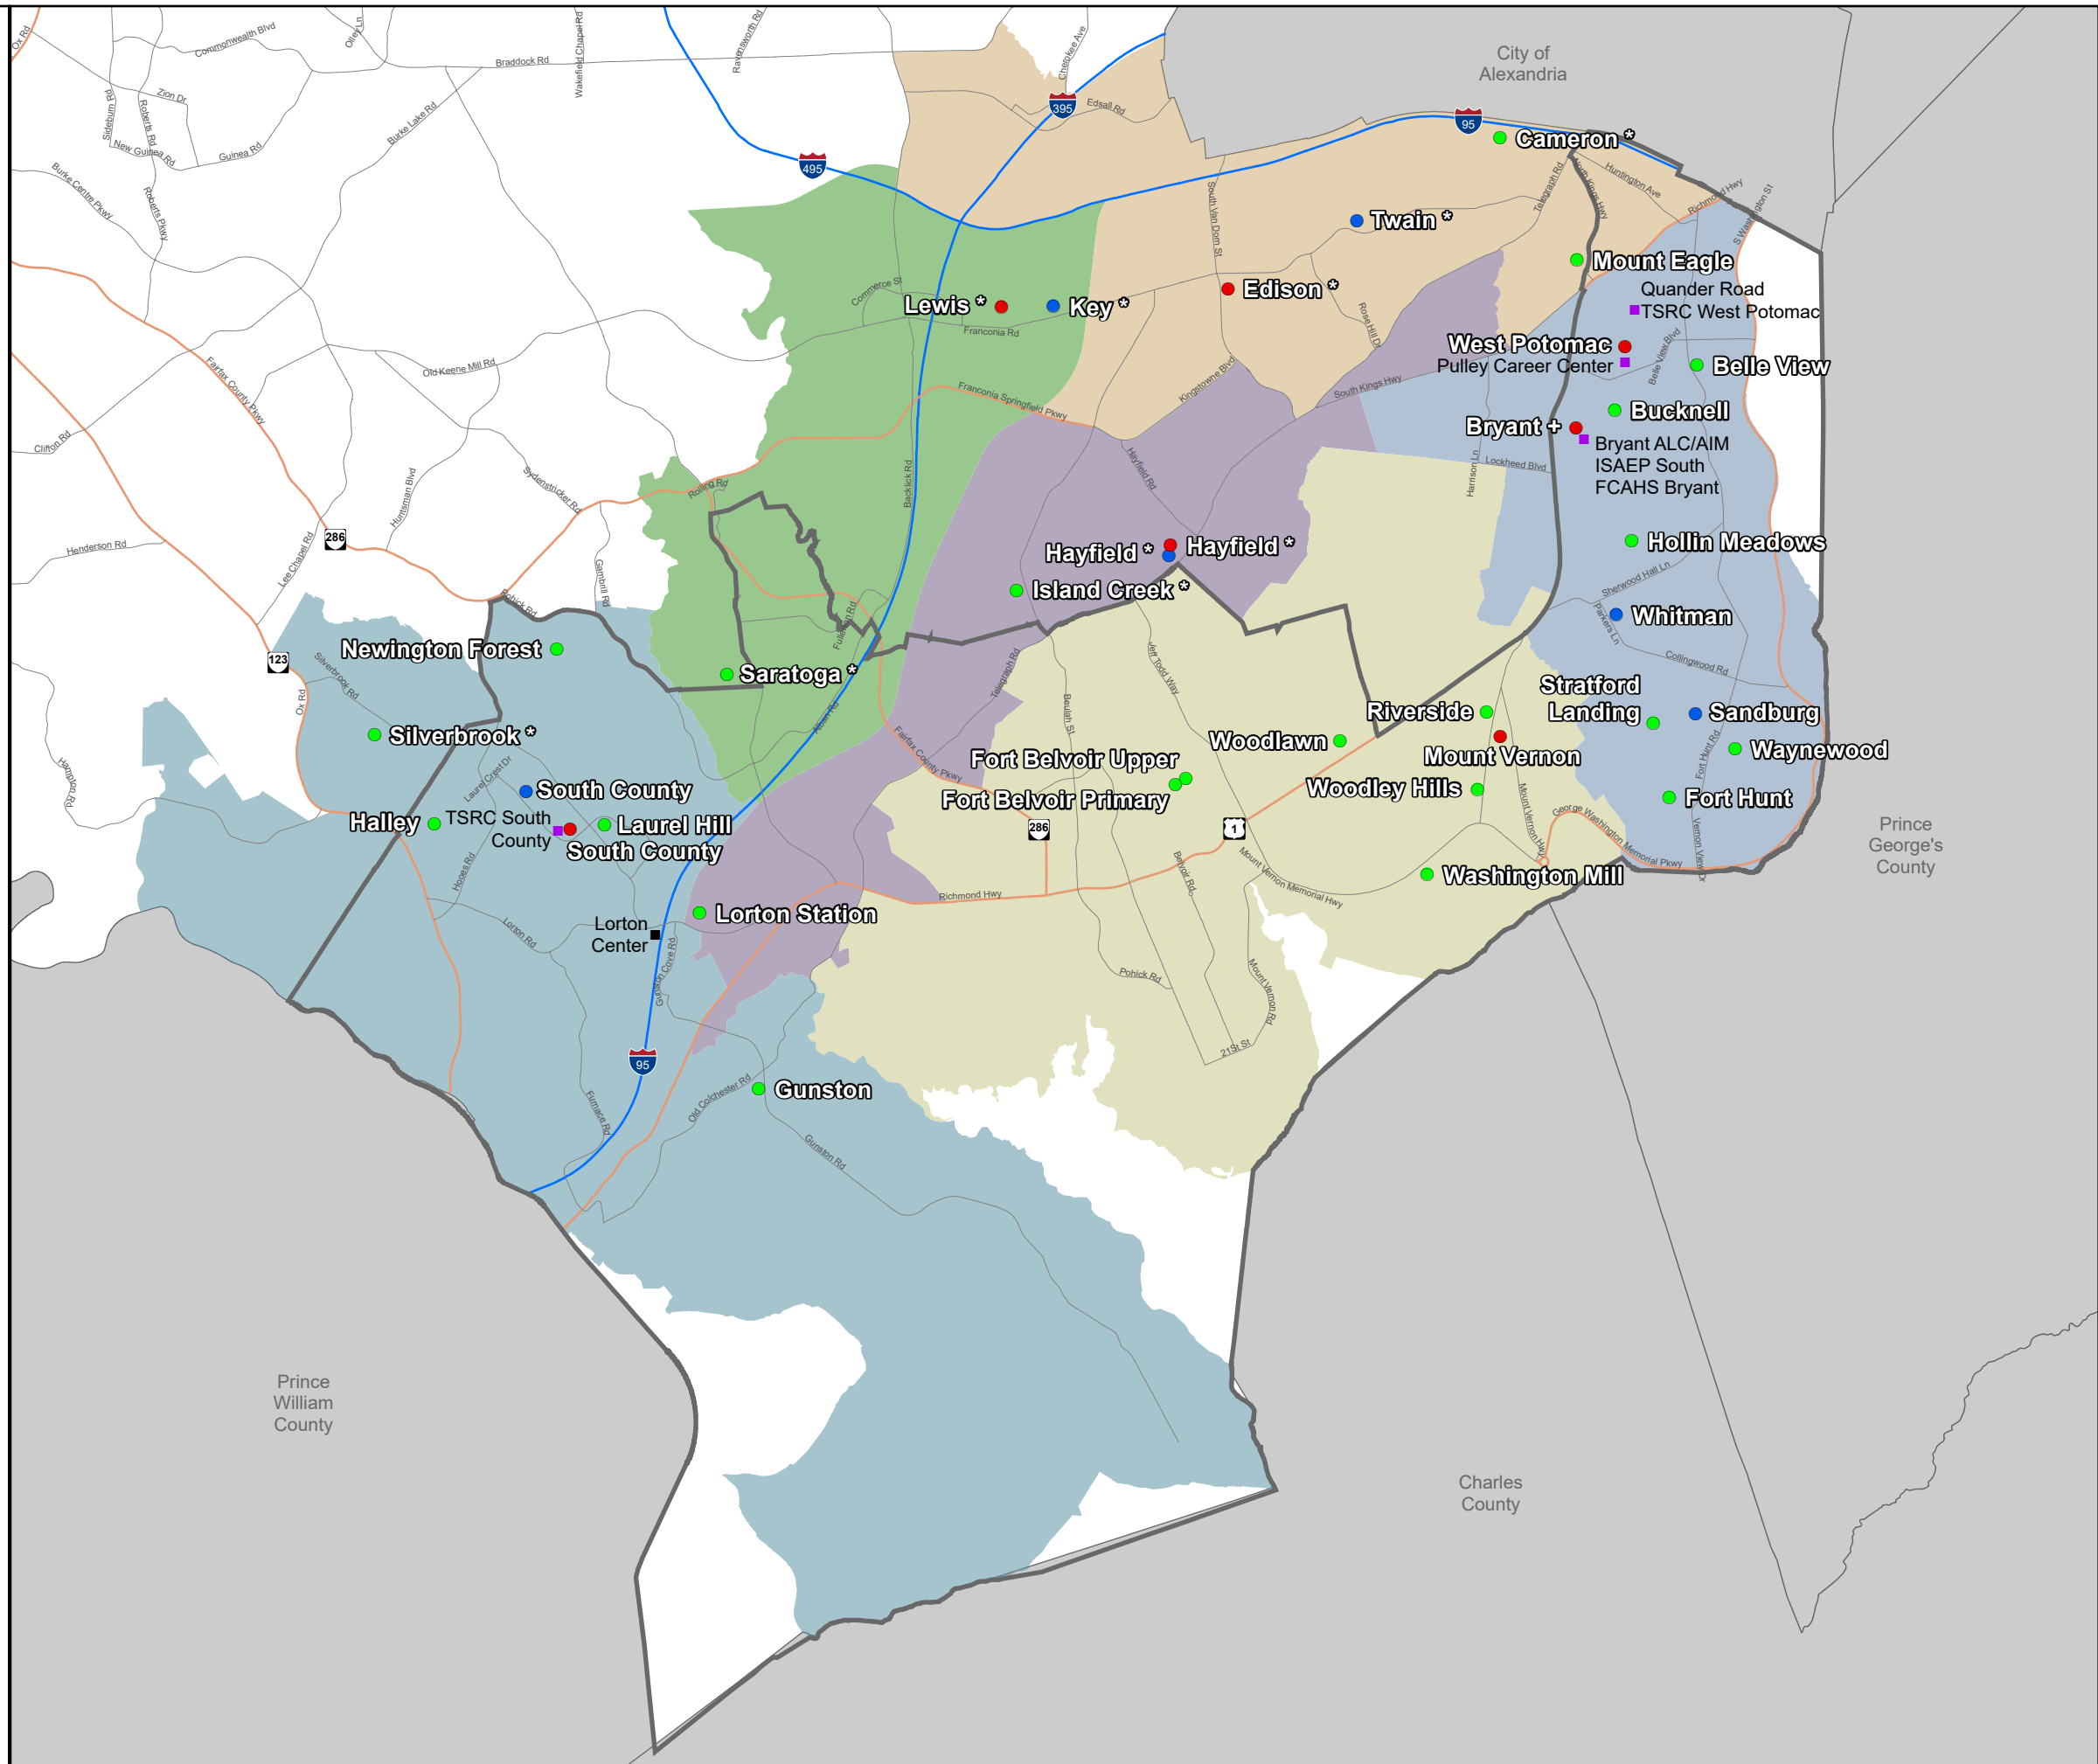 Ox Rd
Commonwealth Blvd
Olley Ln
Wakefield Chapel Rd
Ravensworth Rd
Cherokee Ave
City of
Alexandria
Braddock Rd
Sideburn Rd
Zion Dr
Roberts Rd
New Guinea Rd
Guinea Rd
Burke Lake Rd
395
Edsall Rd
95
Cameron *
495
Burke Centre Pkwy
Roberts Pkwy
South Van Dorn St
Telegraph Rd
North Kings Hwy
Huntington Ave
Richmond Hwy
S Washington St
Twain *
Mount Eagle
Commerce St
Lewis *
Key *
Edison *
Quander Road
TSRC West Potomac
Franconia Rd
Rose Hill Dr
West Potomac
Pulley Career Center
Belle View Blvd
Belle View
Fairfax County Pkwy
Old Keene Mill Rd
Franconia Springfield Pkwy
Kingstowne Blvd
South Kings Hwy
Bucknell
Clifton Rd
Bryant +
Bryant ALC/AIM
ISAEP South
FCAHS Bryant
Huntsman Blvd
Sydenstricker Rd
Rolling Rd
Backlick Rd
Hayfield Rd
Harrison Ln
Lockheed Blvd
286
Henderson Rd
Lee Chapel Rd
Gambrill Rd
Hayfield *
Hayfield *
Hollin Meadows
Island Creek *
Sherwood Hall Ln
Pohick Rd
Fullerton Rd
Parkers Ln
Whitman
Newington Forest
123
Silverbrook Rd
Saratoga *
Telegraph Rd
Jeff Todd Way
Collingwood Rd
Ox Rd
Beulah St
Stratford
Landing
Riverside
Sandburg
Silverbrook *
Alban Rd
Fairfax County Pkwy
Woodlawn
Mount Vernon
Waynewood
Hampton Rd
Laurel Crest Dr
Fort Belvoir Upper
Fort Hunt Rd
South County
Fort Belvoir Primary
Woodley Hills
Fort Hunt
Halley
TSRC South
County
Laurel Hill
South County
286
1
Mount Vernon Hwy
George Washington Memorial Pkwy
Vernon View Dr
Prince
George's
County
Hooes Rd
Belvoir Rd
Mount Vernon Memorial Hwy
Washington Mill
Richmond Hwy
Lorton Station
Lorton Rd
Lorton
Center
Gunston Cove Rd
Pohick Rd
Mount Vernon Rd
21St St
95
Furnace Rd
Old Colchester Rd
Gunston
Gunston Rd
Prince
William
County
Charles
County